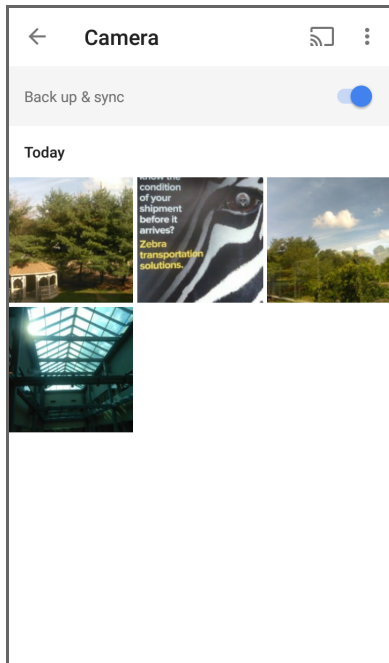 Camera
Back up & sync
Today
know the
condition
of your
shipment
before it
arrives?
Zebra
transportation
solutions.